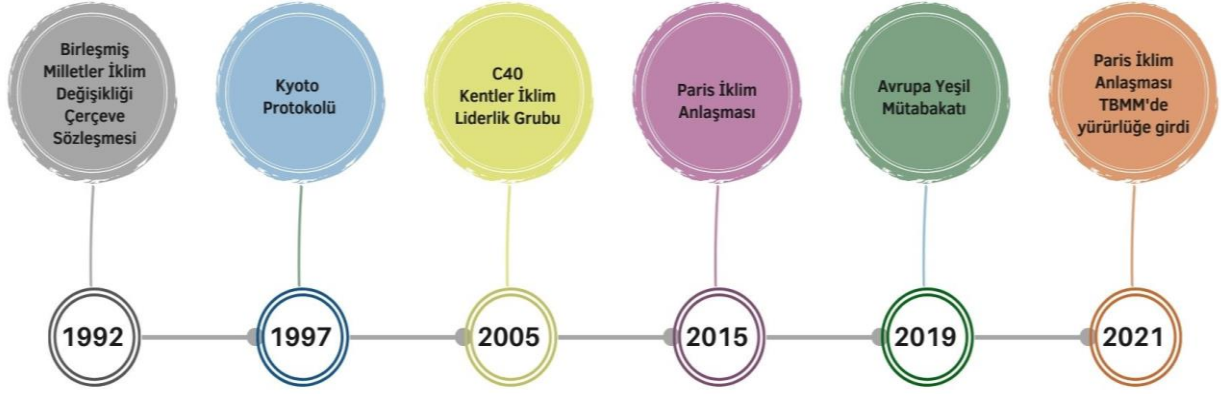 Birleşmiş
Milletler İklim
Değişikliği
Çerçeve
Sözleşmesi
Kyoto
Protokolü
C40
Kentler İklim
Liderlik Grubu
Paris İklim
Anlaşması
Avrupa Yeşil
Mütabakatı
Paris İklim
Anlaşması
TBMM'de
yürürlüğe girdi
1992
1997
2005
2015
2019
2021